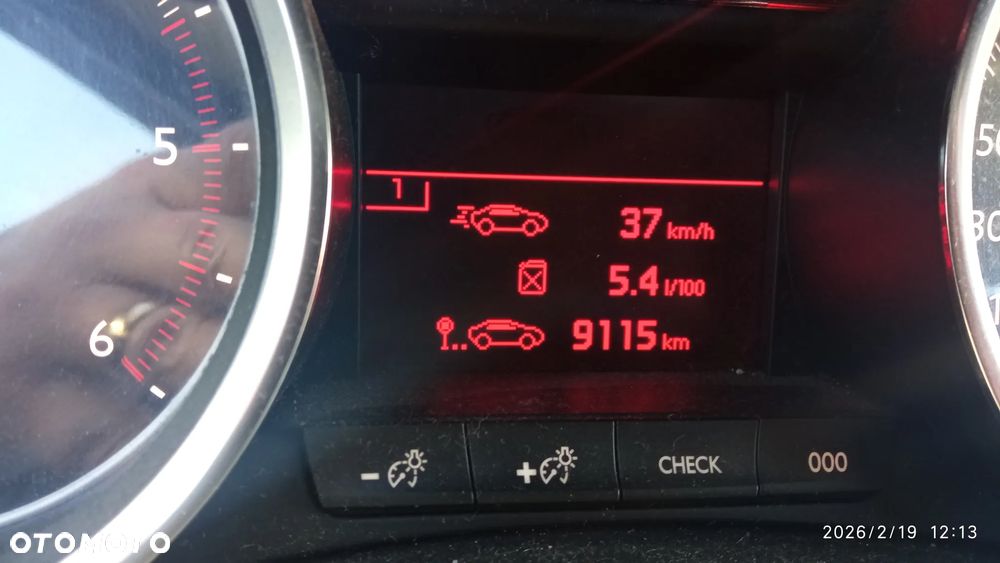 5
6
1
37 km/h
5.4 l/100
9115 km
- + CHECK 000
OTOMOTO
2026/2/19 12:13